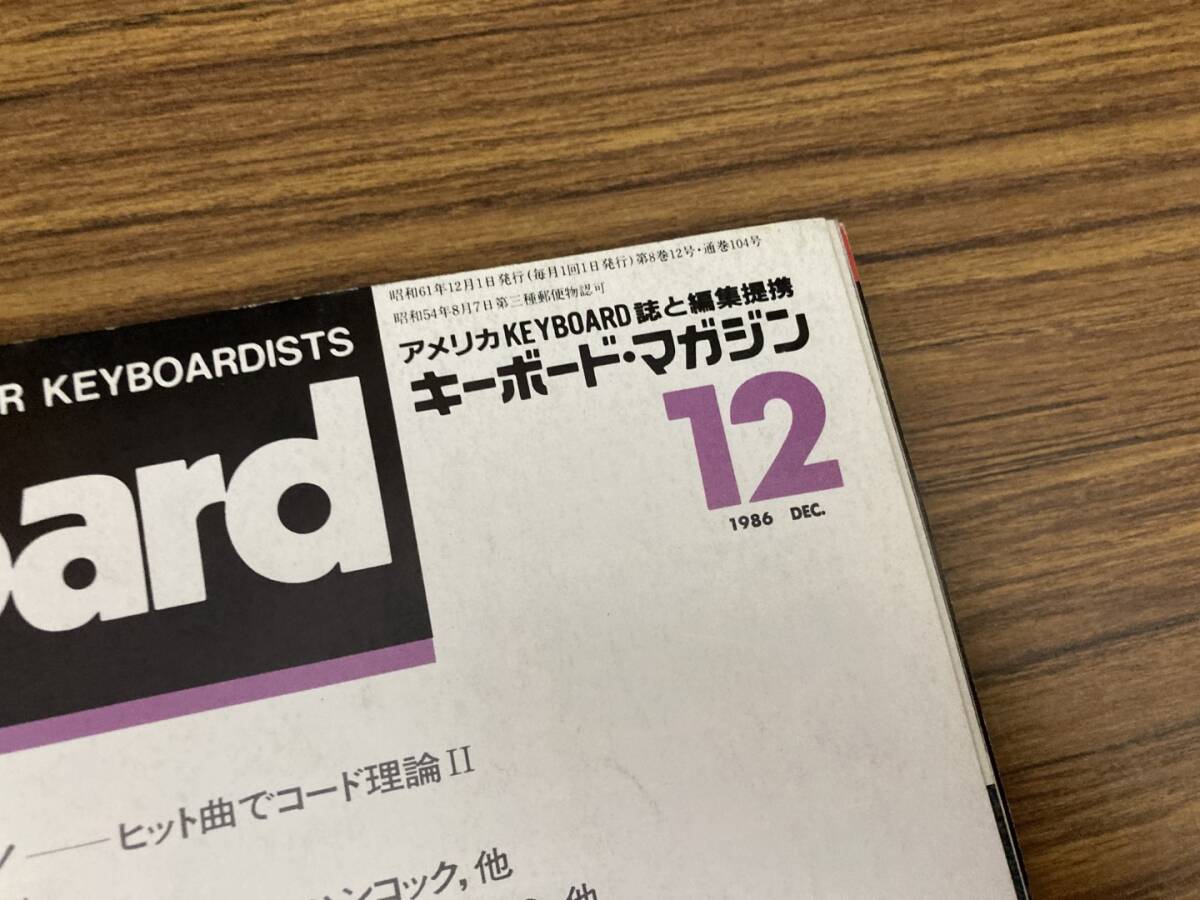 昭和61年12月1日発行(毎月1回1日発行)第8巻12号・通巻104号
昭和54年8月7日第三種郵便物認可
アメリカKEYBOARD誌と編集提携
キーボード・マガジン
12
1986 DEC.
R KEYBOARDISTS
oard
ヒット曲でコード理論II
ハンコック,他
他